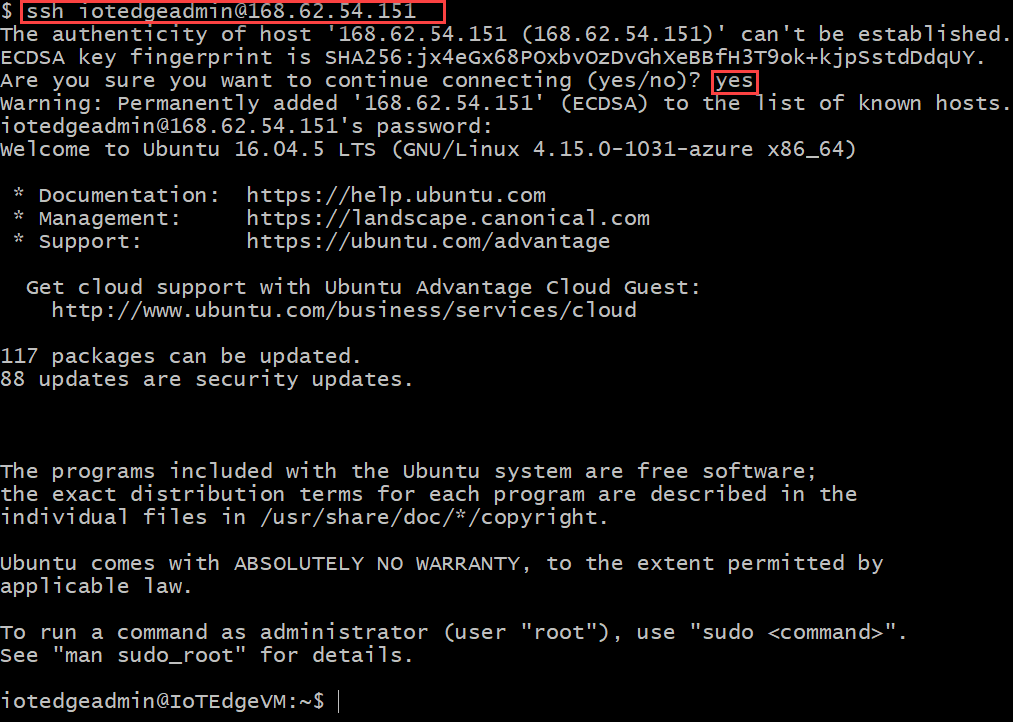 $ ssh iotedgeadmin@168.62.54.151
The authenticity of host '168.62.54.151 (168.62.54.151)' can't be established.
ECDSA key fingerprint is SHA256:jx4eGx68POxbvOzDvGhXeBBfH3T9ok+kjpSstdDdqUY.
Are you sure you want to continue connecting (yes/no)? yes
Warning: Permanently added '168.62.54.151' (ECDSA) to the list of known hosts.
iotedgeadmin@168.62.54.151's password:
Welcome to Ubuntu 16.04.5 LTS (GNU/Linux 4.15.0-1031-azure x86_64)
* Documentation: https://help.ubuntu.com
* Management: https://landscape.canonical.com
* Support: https://ubuntu.com/advantage
Get cloud support with Ubuntu Advantage Cloud Guest:
http://www.ubuntu.com/business/services/cloud
117 packages can be updated.
88 updates are security updates.
The programs included with the Ubuntu system are free software;
the exact distribution terms for each program are described in the
individual files in /usr/share/doc/*/copyright.
Ubuntu comes with ABSOLUTELY NO WARRANTY, to the extent permitted by
applicable law.
To run a command as administrator (user "root"), use "sudo <command>".
See "man sudo_root" for details.
iotedgeadmin@IoTEdgeVM:~$